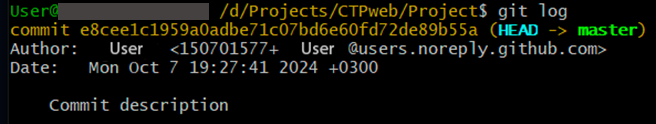 User@ /d/Projects/CTPweb/Project$ git log
commit e8cee1c1959a0adbe71c07bd6e60fd72de89b55a (HEAD -> master)
Author: User <150701577+ User @users.noreply.github.com>
Date: Mon Oct 7 19:27:41 2024 +0300
Commit description